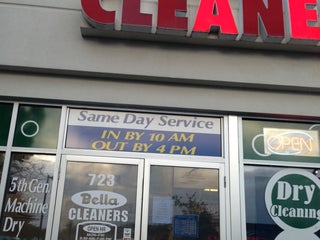 CLEANE
Same Day Service
IN BY 10 AM
OUT BY 4 PM
OPEN
723
Bella
CLEANERS
5th Gen.
Machine
Dry
Dry
Cleaning